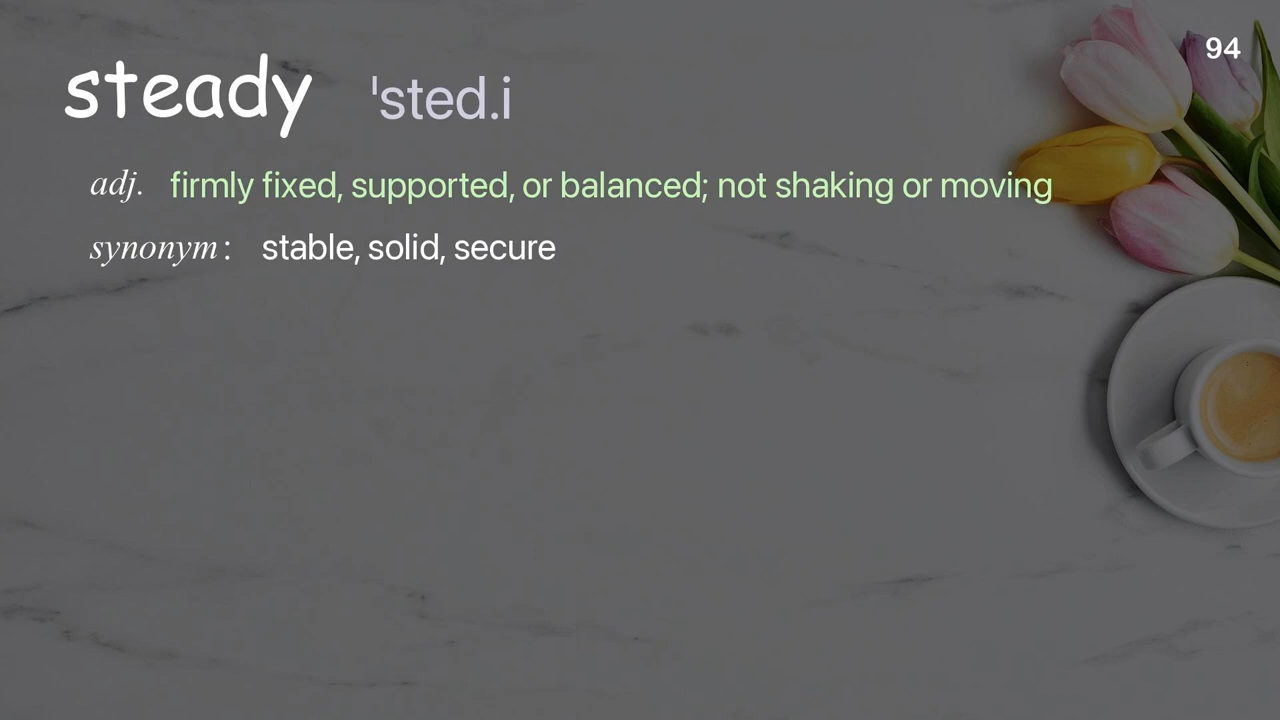 94
steady 'sted.i
adj. firmly fixed, supported, or balanced; not shaking or moving
synonym: stable, solid, secure